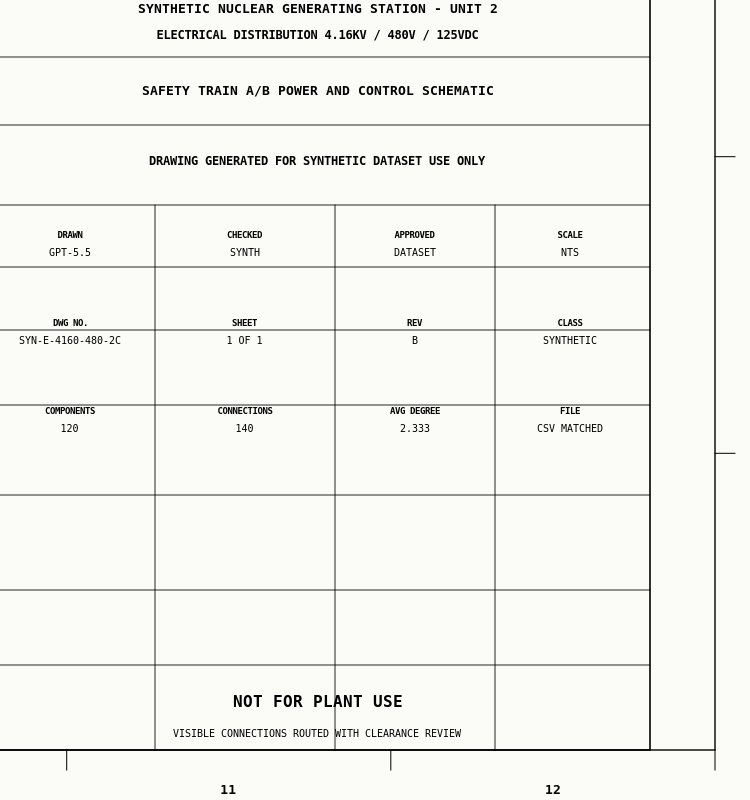 SYNTHETIC NUCLEAR GENERATING STATION - UNIT 2
ELECTRICAL DISTRIBUTION 4.16KV / 480V / 125VDC
SAFETY TRAIN A/B POWER AND CONTROL SCHEMATIC
DRAWING GENERATED FOR SYNTHETIC DATASET USE ONLY
DRAWN CHECKED APPROVED SCALE
GPT-5.5 SYNTH DATASET NTS
DWG NO. SHEET REV CLASS
SYN-E-4160-480-2C 1 OF 1 B SYNTHETIC
COMPONENTS CONNECTIONS AVG DEGREE FILE
120 140 2.333 CSV MATCHED
NOT FOR PLANT USE
VISIBLE CONNECTIONS ROUTED WITH CLEARANCE REVIEW
11 12